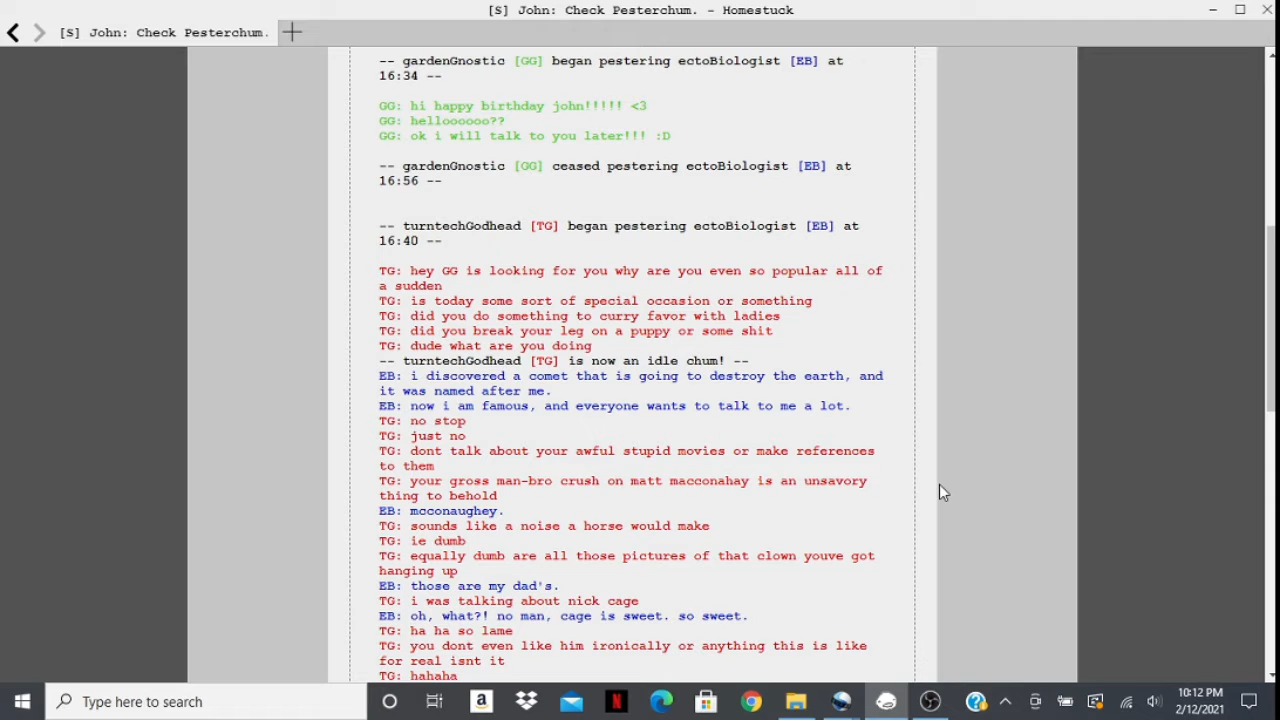 [S] John: Check Pesterchum. - Homestuck
[S] John: Check Pesterchum.
-- gardenGnostic [GG] began pestering ectoBiologist [EB] at
16:34 --
GG: hi happy birthday john!!!!! <3
GG: helloooooo??
GG: ok i will talk to you later!!! :D
-- gardenGnostic [GG] ceased pestering ectoBiologist [EB] at
16:56 --
-- turntechGodhead [TG] began pestering ectoBiologist [EB] at
16:40 --
TG: hey GG is looking for you why are you even so popular all of
a sudden
TG: is today some sort of special occasion or something
TG: did you do something to curry favor with ladies
TG: did you break your leg on a puppy or some shit
TG: dude what are you doing
-- turntechGodhead [TG] is now an idle chum! --
EB: i discovered a comet that is going to destroy the earth, and
it was named after me.
EB: now i am famous, and everyone wants to talk to me a lot.
TG: no stop
TG: just no
TG: dont talk about your awful stupid movies or make references
to them
TG: your gross man-bro crush on matt macconahay is an unsavory
thing to behold
EB: mcconaughey.
TG: sounds like a noise a horse would make
TG: ie dumb
TG: equally dumb are all those pictures of that clown youve got
hanging up
EB: those are my dad's.
TG: i was talking about nick cage
EB: oh, what?! no man, cage is sweet. so sweet.
TG: ha ha so lame
TG: you dont even like him ironically or anything this is like
for real isnt it
TG: hahaha
Type here to search
10:12 PM
2/12/2021